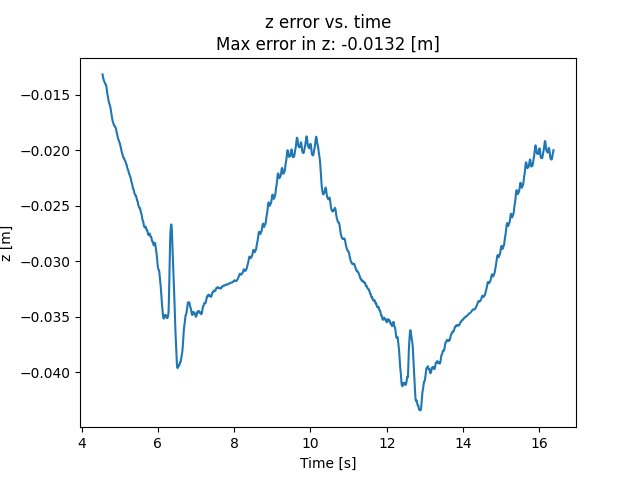 z error vs. time
Max error in z: -0.0132 [m]
−0.015
−0.020
−0.025
−0.030
−0.035
−0.040
z [m]
4 6 8 10 12 14 16
Time [s]